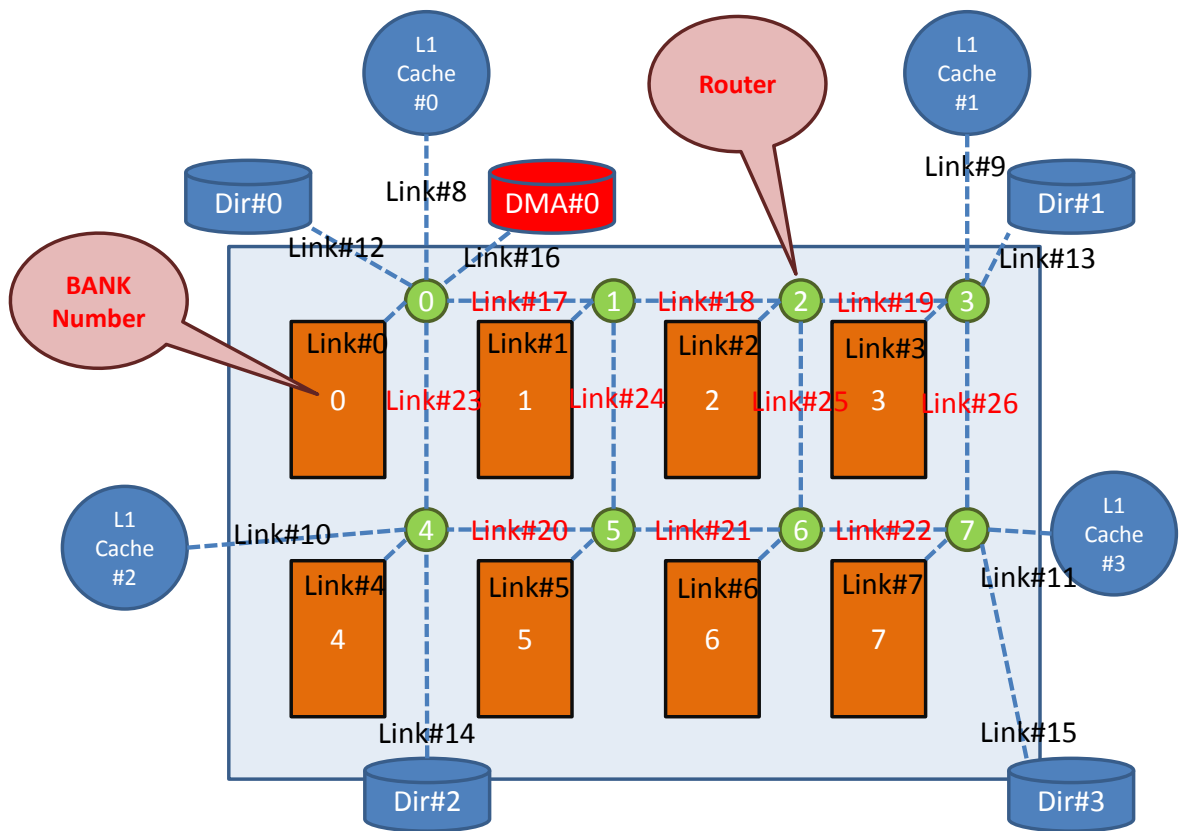 L1
Cache
#0
Router
L1
Cache
#1
Dir#0
Link#8
DMA#0
Link#9
Dir#1
Link#12
Link#16
Link#13
BANK
Number
0
Link#17
1
Link#18
2
Link#19
3
Link#0
Link#1
Link#2
Link#3
0
Link#23
1
Link#24
2
Link#25
3
Link#26
L1
Cache
#2
Link#10
4
Link#20
5
Link#21
6
Link#22
7
L1
Cache
#3
Link#11
Link#4
Link#5
Link#6
Link#7
4
5
6
7
Link#14
Link#15
Dir#2
Dir#3